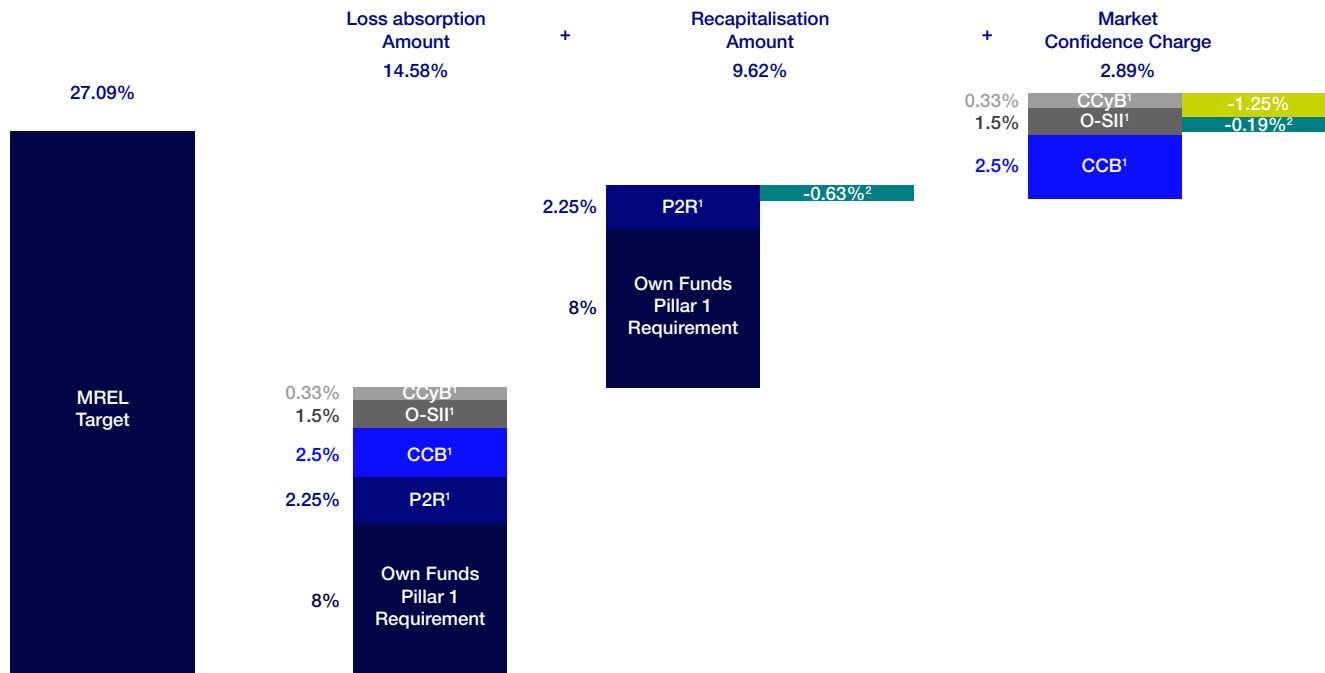 Loss absorption
Amount
14.58%
+
Recapitalisation
Amount
9.62%
+
Market
Confidence Charge
2.89%
27.09%
MREL
Target
0.33%
CCyB¹
1.5%
O-SII¹
2.5%
CCB¹
2.25%
P2R¹
8%
Own Funds
Pillar 1
Requirement
2.25%
P2R¹
-0.63%²
8%
Own Funds
Pillar 1
Requirement
0.33%
CCyB¹
-1.25%
1.5%
O-SII¹
-0.19%²
2.5%
CCB¹